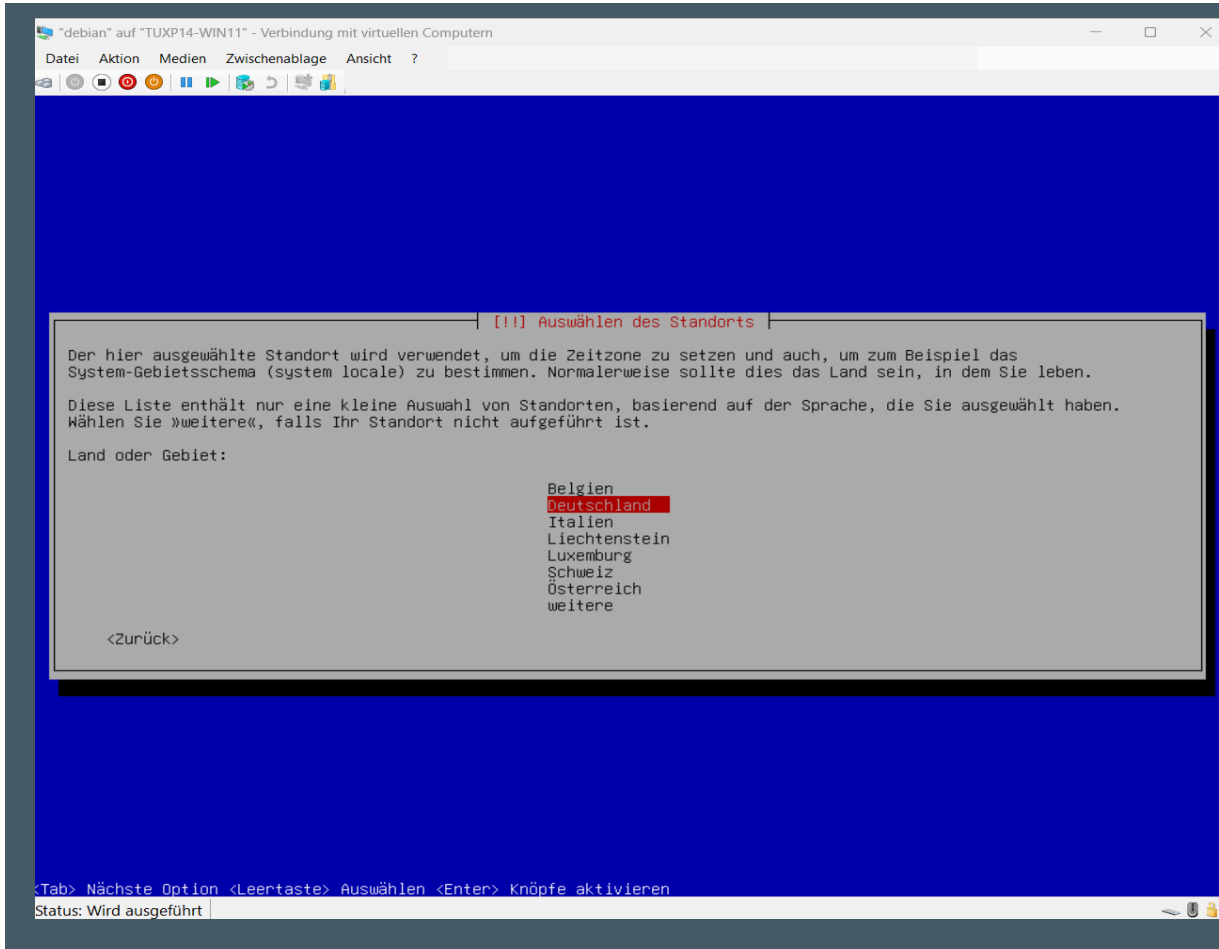 "debian" auf "TUXP14-WIN11" - Verbindung mit virtuellen Computern
Datei Aktion Medien Zwischenablage Ansicht ?
[!!] Auswählen des Standorts
Der hier ausgewählte Standort wird verwendet, um die Zeitzone zu setzen und auch, um zum Beispiel das
System-Gebietsschema (system locale) zu bestimmen. Normalerweise sollte dies das Land sein, in dem Sie leben.
Diese Liste enthält nur eine kleine Auswahl von Standorten, basierend auf der Sprache, die Sie ausgewählt haben.
Wählen Sie »weitere«, falls Ihr Standort nicht aufgeführt ist.
Land oder Gebiet:
Belgien
Deutschland
Italien
Liechtenstein
Luxemburg
Schweiz
Österreich
weitere
<Zurück>
<Tab> Nächste Option <Leertaste> Auswählen <Enter> Knöpfe aktivieren
Status: Wird ausgeführt